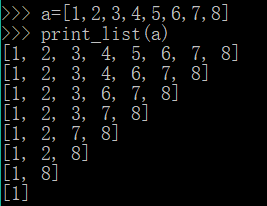 >>> a=[1,2,3,4,5,6,7,8]
>>> print_list(a)
[1, 2, 3, 4, 5, 6, 7, 8]
[1, 2, 3, 4, 6, 7, 8]
[1, 2, 3, 6, 7, 8]
[1, 2, 3, 7, 8]
[1, 2, 7, 8]
[1, 2, 8]
[1, 8]
[1]